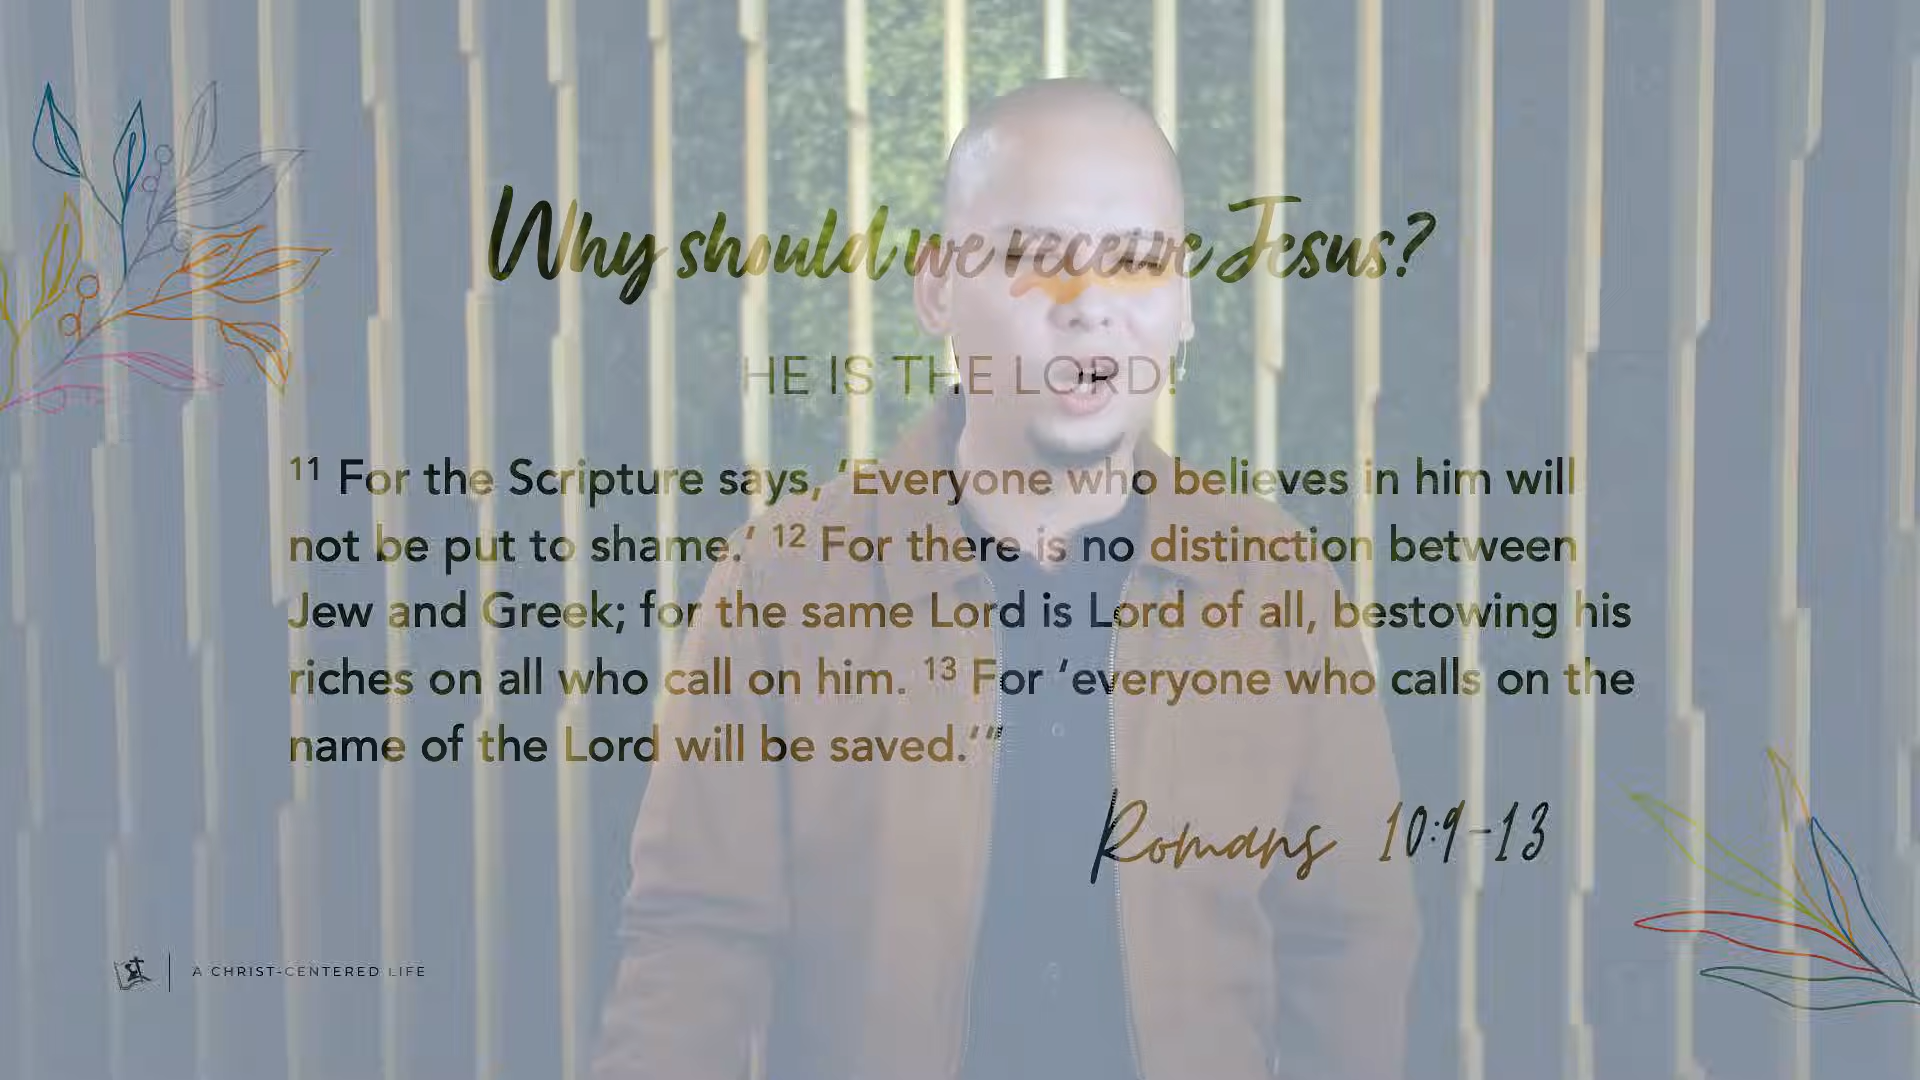 Why should we receive Jesus?
HE IS THE LORD!
11 For the Scripture says, ‘Everyone who believes in him will
not be put to shame.’ 12 For there is no distinction between
Jew and Greek; for the same Lord is Lord of all, bestowing his
riches on all who call on him. 13 For ‘everyone who calls on the
name of the Lord will be saved.’”
Romans 10:9-13
A CHRIST-CENTERED LIFE